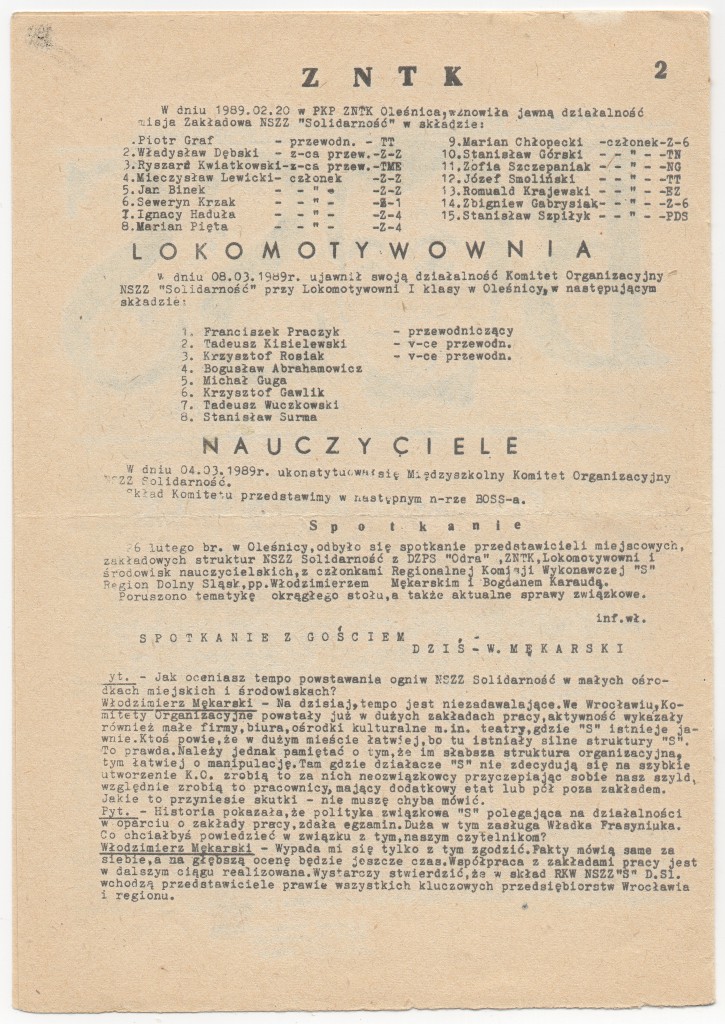 Z N T K 2
W dniu 1989.02.20 w PKP ZNTK Oleśnica,wznowiła jawną działalność
misja Zakładowa NSZZ "Solidarność" w składzie:
.Piotr Graf - przewodn. - TT
2.Władysław Dębski - z-ca przew.-Z-Z
3.Ryszard Kwiatkowski-z-ca przew.-TME
4.Mieczysław Lewicki- członek -Z-Z
5.Jan Binek - - " - -Z-Z
6.Seweryn Krzak - - " - -Z-1
7.Ignacy Haduła - - " - -Z-4
8.Marian Pięta - - " - -Z-4
9.Marian Chłopecki -członek-Z-6
10.Stanisław Górski - - " - -TN
11.Zofia Szczepaniak - - " - -NG
12.Józef Smoliński - - " - -TT
13.Romuald Krajewski - - " - -EZ
14.Zbigniew Gabrysiak- - " - -Z-6
15.Stanisław Szpiłyk - - " - -PDS
L O K O M O T Y W O W N I A
W dniu 08.03.1989r. ujawnił swoją działalność Komitet Organizacyjny
NSZZ "Solidarność" przy Lokomotywowni I klasy w Oleśnicy,w następującym
składzie:
1. Franciszek Praczyk - przewodniczący
2. Tadeusz Kisielewski - v-ce przewodn.
3. Krzysztof Rosiak - v-ce przewodn.
4. Bogusław Abrahamowicz
5. Michał Guga
6. Krzysztof Gawlik
7. Tadeusz Wuczkowski
8. Stanisław Surma
N A U C Z Y C I E L E
W dniu 04.03.1989r. ukonstytuował się Międzyszkolny Komitet Organizacyjny
NSZZ Solidarność.
Skład Komitetu przedstawimy w następnym n-rze BOSS-a.
S p o t k a n i e
26 lutego br. w Oleśnicy,odbyło się spotkanie przedstawicieli miejscowych,
zakładowych struktur NSZZ Solidarność z DZPS "Odra" ,ZNTK,Lokomotywowni i
środowisk nauczycielskich,z członkami Regionalnej Komisji Wykonawczej "S"
Region Dolny Sląsk,pp.Włodzimierzem Mękarskim i Bogdanem Karaudą.
Poruszono tematykę okrągłego stołu,a także aktualne sprawy związkowe.
inf.wł.
S P O T K A N I E Z G O Ś C I E M
D Z I Ś - W. M Ę K A R S K I
yt. - Jak oceniasz tempo powstawania ogniw NSZZ Solidarność w małych ośro-
dkach miejskich i środowiskach?
Włodzimierz Mękarski - Na dzisiaj,tempo jest niezadawalające.We Wrocławiu,Ko-
mitety Organizacyjne powstały już w dużych zakładach pracy,aktywność wykazały
również małe firmy,biura,ośrodki kulturalne m.in. teatry,gdzie "S" istnieje ja-
wnie.Ktoś powie,że w dużym mieście łatwiej,bo tu istniały silne struktury "S".
To prawda.Należy jednak pamiętać o tym,że im słabsza struktura organizacyjna,
tym łatwiej o manipulację.Tam gdzie działacze "S" nie zdecydują się na szybkie
utworzenie K.O. zrobią to za nich neozwiązkowcy przyczepiając sobie nasz szyld,
względnie zrobią to pracownicy,mający dodatkowy etat lub pół poza zakładem.
Jakie to przyniesie skutki - nie muszę chyba mówić.
Pyt. - Historia pokazała,że polityka związkowa "S" polegająca na działalności
w oparciu o zakłady pracy,zdała egzamin.Duża w tym zasługa Władka Frasyniuka.
Co chciałbyś powiedzieć w związku z tym,naszym czytelnikom?
Włodzimierz Mękarski - Wypada mi się tylko z tym zgodzić.Fakty mówią same za
siebie,a na głębszą ocenę będzie jeszcze czas.Współpraca z zakładami pracy jest
w dalszym ciągu realizowana.Wystarczy stwierdzić,że w skład RKW NSZZ"S" D.Sl.
wchodzą przedstawiciele prawie wszystkich kluczowych przedsiębiorstw Wrocławia
i regionu.